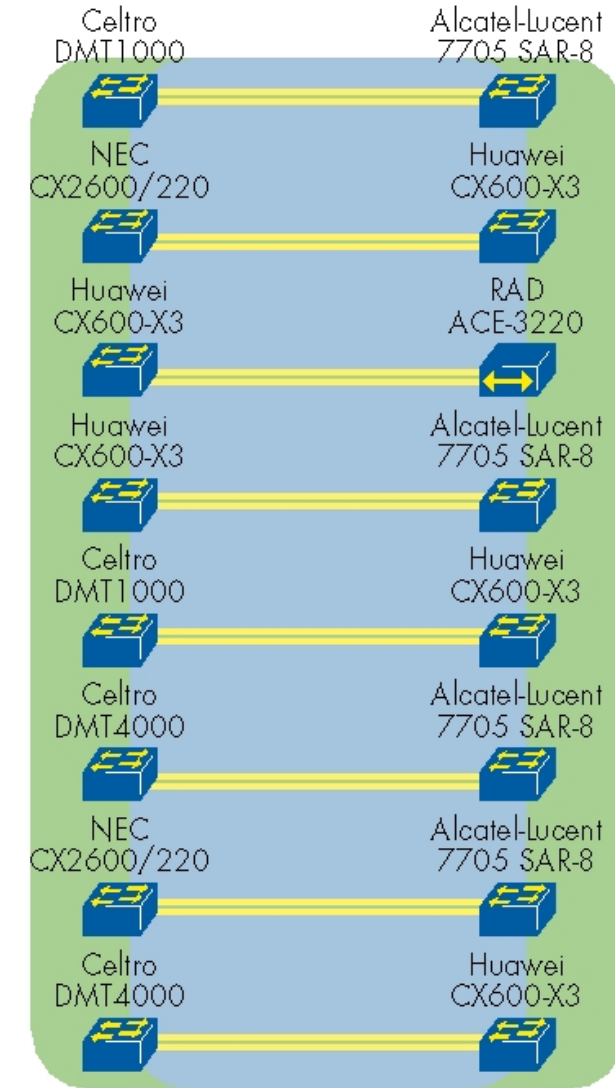 Celtro
DMT1000
Alcatel-Lucent
7705 SAR-8
NEC
CX2600/220
Huawei
CX600-X3
Huawei
CX600-X3
RAD
ACE-3220
Huawei
CX600-X3
Alcatel-Lucent
7705 SAR-8
Celtro
DMT1000
Huawei
CX600-X3
Celtro
DMT4000
Alcatel-Lucent
7705 SAR-8
NEC
CX2600/220
Alcatel-Lucent
7705 SAR-8
Celtro
DMT4000
Huawei
CX600-X3